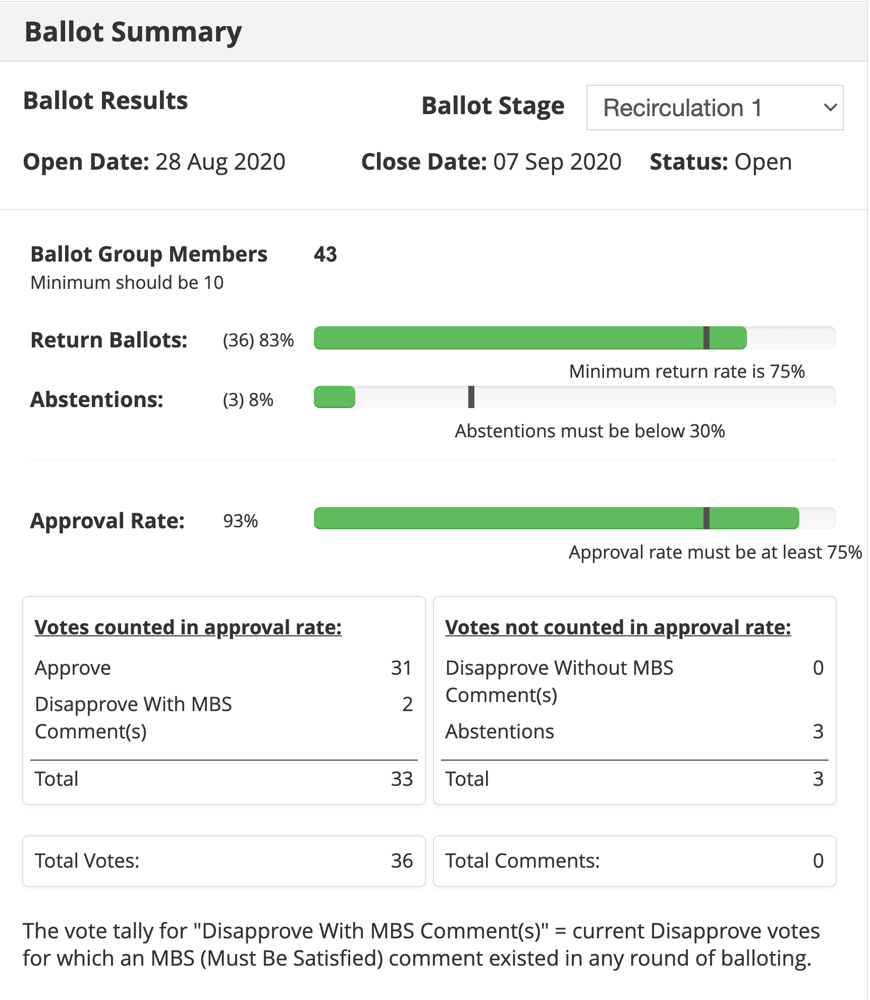 Ballot Summary
Ballot Results
Ballot Stage Recirculation 1
Open Date: 28 Aug 2020 Close Date: 07 Sep 2020 Status: Open
Ballot Group Members 43
Minimum should be 10
Return Ballots: (36) 83%
Minimum return rate is 75%
Abstentions: (3) 8%
Abstentions must be below 30%
Approval Rate: 93%
Approval rate must be at least 75%
Votes counted in approval rate:
Approve 31
Disapprove With MBS 2
Comment(s)
Total 33
Votes not counted in approval rate:
Disapprove Without MBS 0
Comment(s)
Abstentions 3
Total 3
Total Votes: 36
Total Comments: 0
The vote tally for "Disapprove With MBS Comment(s)" = current Disapprove votes
for which an MBS (Must Be Satisfied) comment existed in any round of balloting.